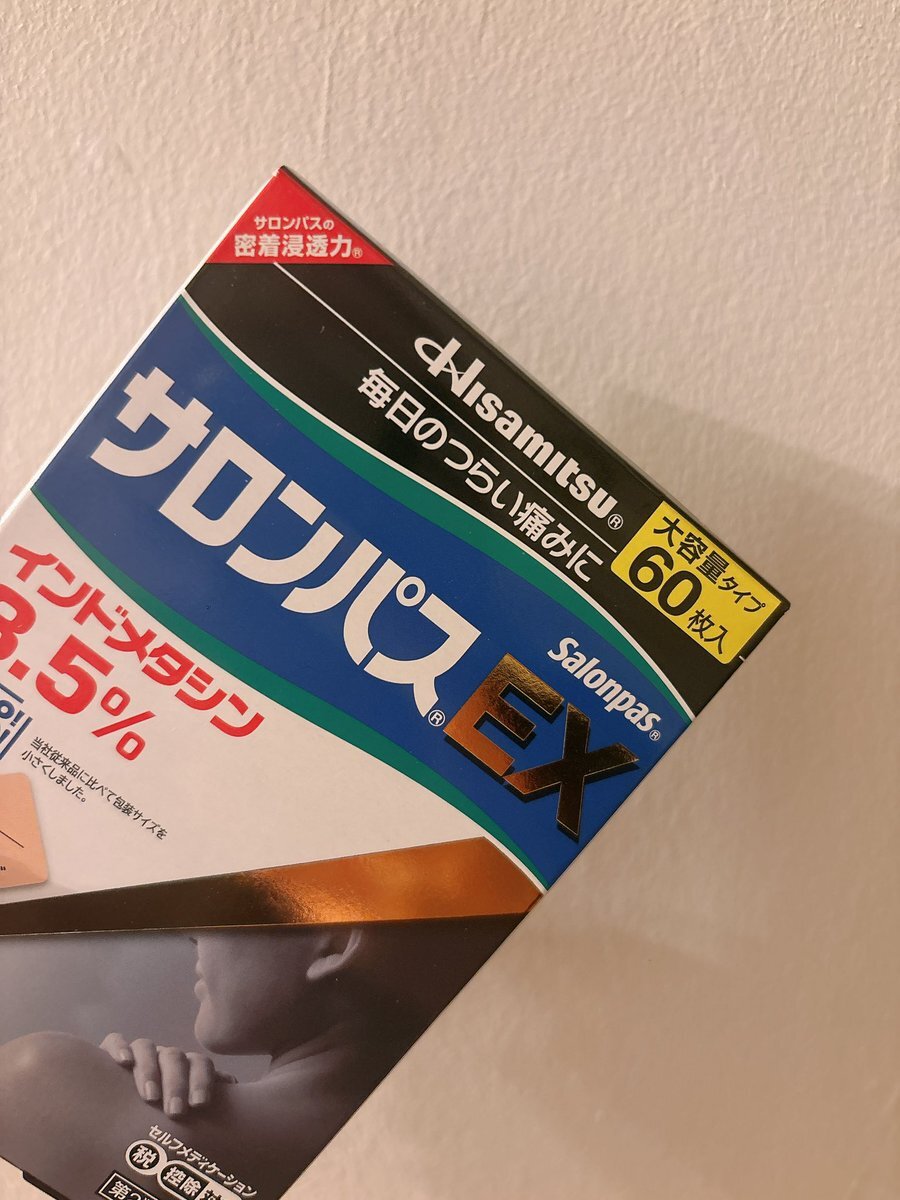 サロンパスの
密着浸透力®
Hisamitsu®
毎日のつらい痛みに
大容量タイプ
60枚入
サロンパス®EX
Salonpas®
インドメタシン
3.5%
当社従来品に比べて包装サイズを
小さくしました。
セルフメディケーション
税 控除
第